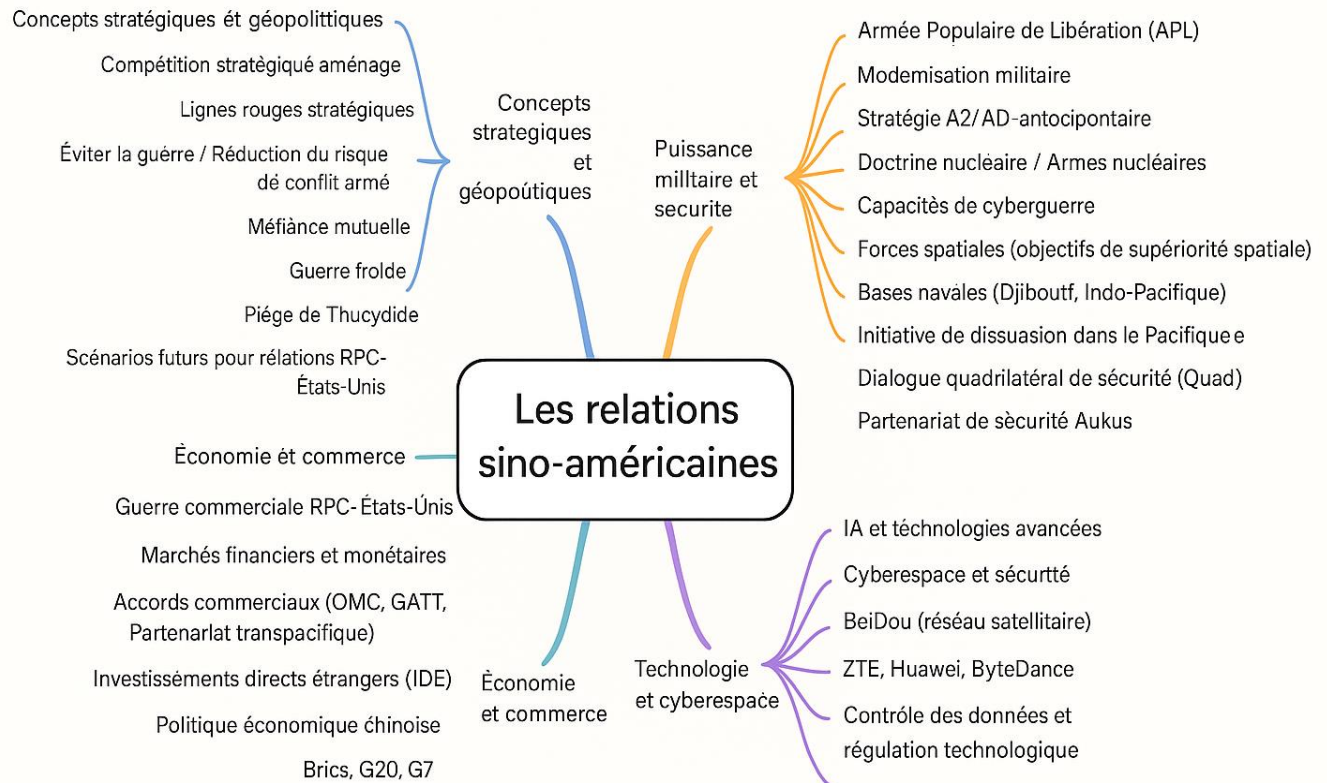 Concepts stratégiques ét géopolittiques
Compétition stratègiqué aménage
Lignes rouges stratégiques
Éviter la guérre / Réduction du risque
dé conflit armé
Méfiànce mutuelle
Guerre frolde
Piége de Thucydide
Scénarios futurs pour rélations RPC-
États-Unis
Concepts
strategiques
et
géopoútiques
Puissance
milltaire et
securite
Armée Populaire de Libération (APL)
Modemisation militaire
Stratégie A2/AD-antocipontaire
Doctrine nucléaire / Armes nucléaires
Capacitès de cyberguerre
Forces spatiales (objectifs de supériorité spatiale)
Bases navales (Djiboutf, Indo-Pacifique)
Initiative de dissuasion dans le Pacifique e
Dialogue quadrilatéral de sécurité (Quad)
Partenariat de sècurité Aukus
Les relations
sino-américaines
Èconomie ét commerce
Guerre commerciale RPC-États-Únis
Marchés financiers et monétaires
Accords commerciaux (OMC, GATT,
Partenarlat transpacifique)
Investisséments directs étrangers (IDE)
Politique économique ćhinoise
Brics, G20, G7
Èconomie
et commerce
Technologie
et cyberespaċe
IA et téchnologies avancées
Cyberespace et sécurtté
BeiDou (réséau satellitaire)
ZTE, Huawei, ByteDance
Contrôle des données et
régulation technologique